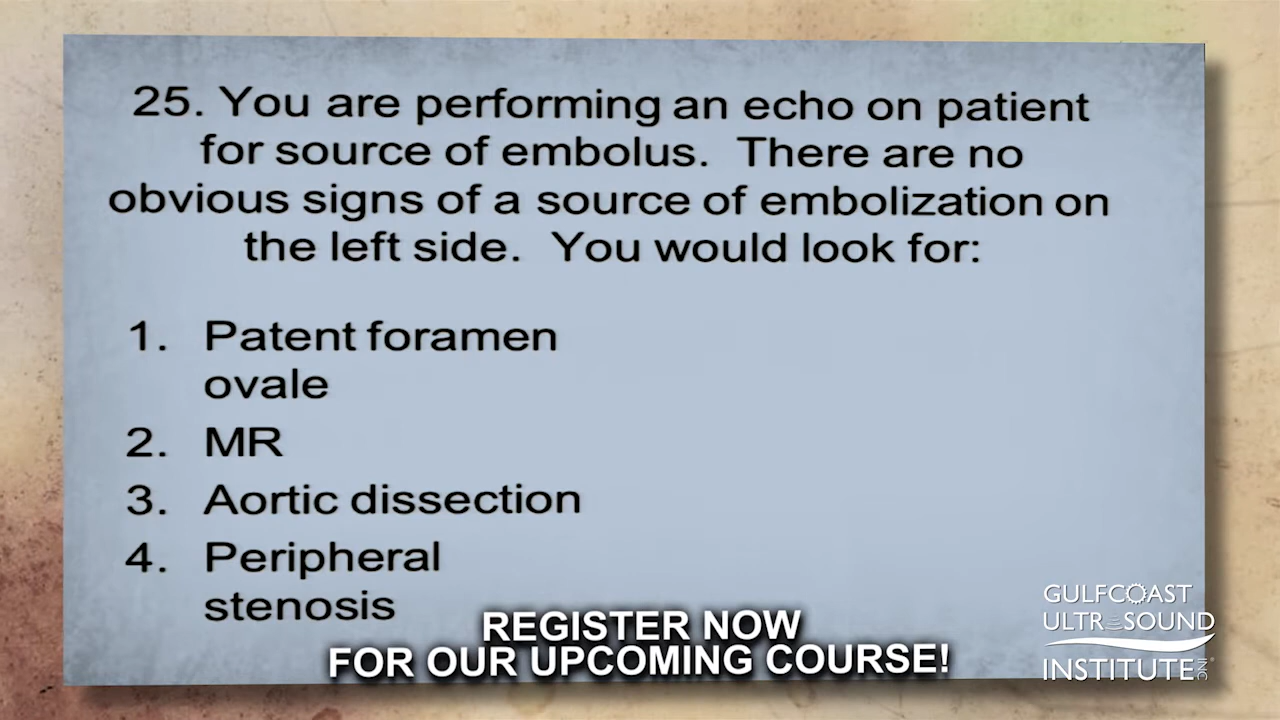 25. You are performing an echo on patient
for source of embolus. There are no
obvious signs of a source of embolization on
the left side. You would look for:
1. Patent foramen
ovale
2. MR
3. Aortic dissection
4. Peripheral
stenosis
REGISTER NOW
FOR OUR UPCOMING COURSE!
GULFCOAST
ULTRASOUND
INSTITUTE INC